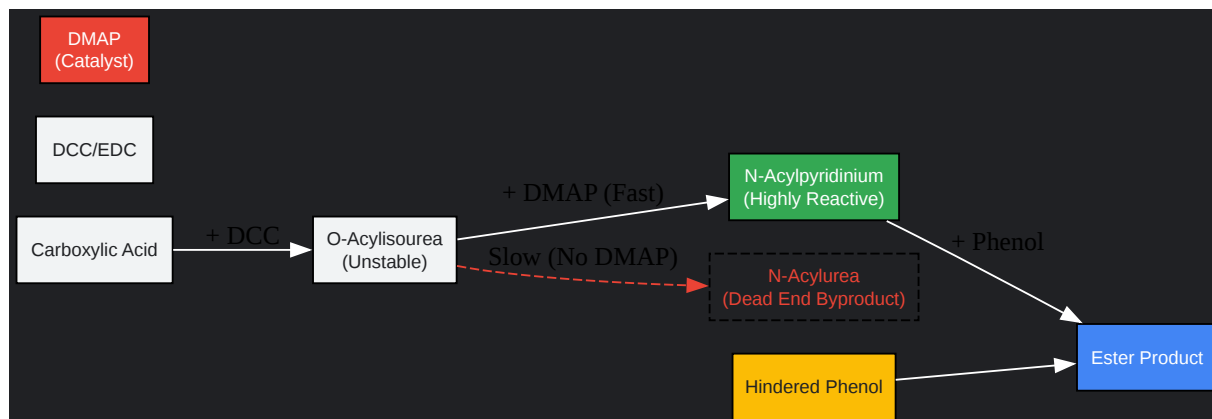 DMAP
(Catalyst)
DCC/EDC
Carboxylic Acid
+ DCC
O-Acylisourea
(Unstable)
+ DMAP (Fast)
Slow (No DMAP)
N-Acylpyridinium
(Highly Reactive)
N-Acylurea
(Dead End Byproduct)
+ Phenol
Hindered Phenol
Ester Product